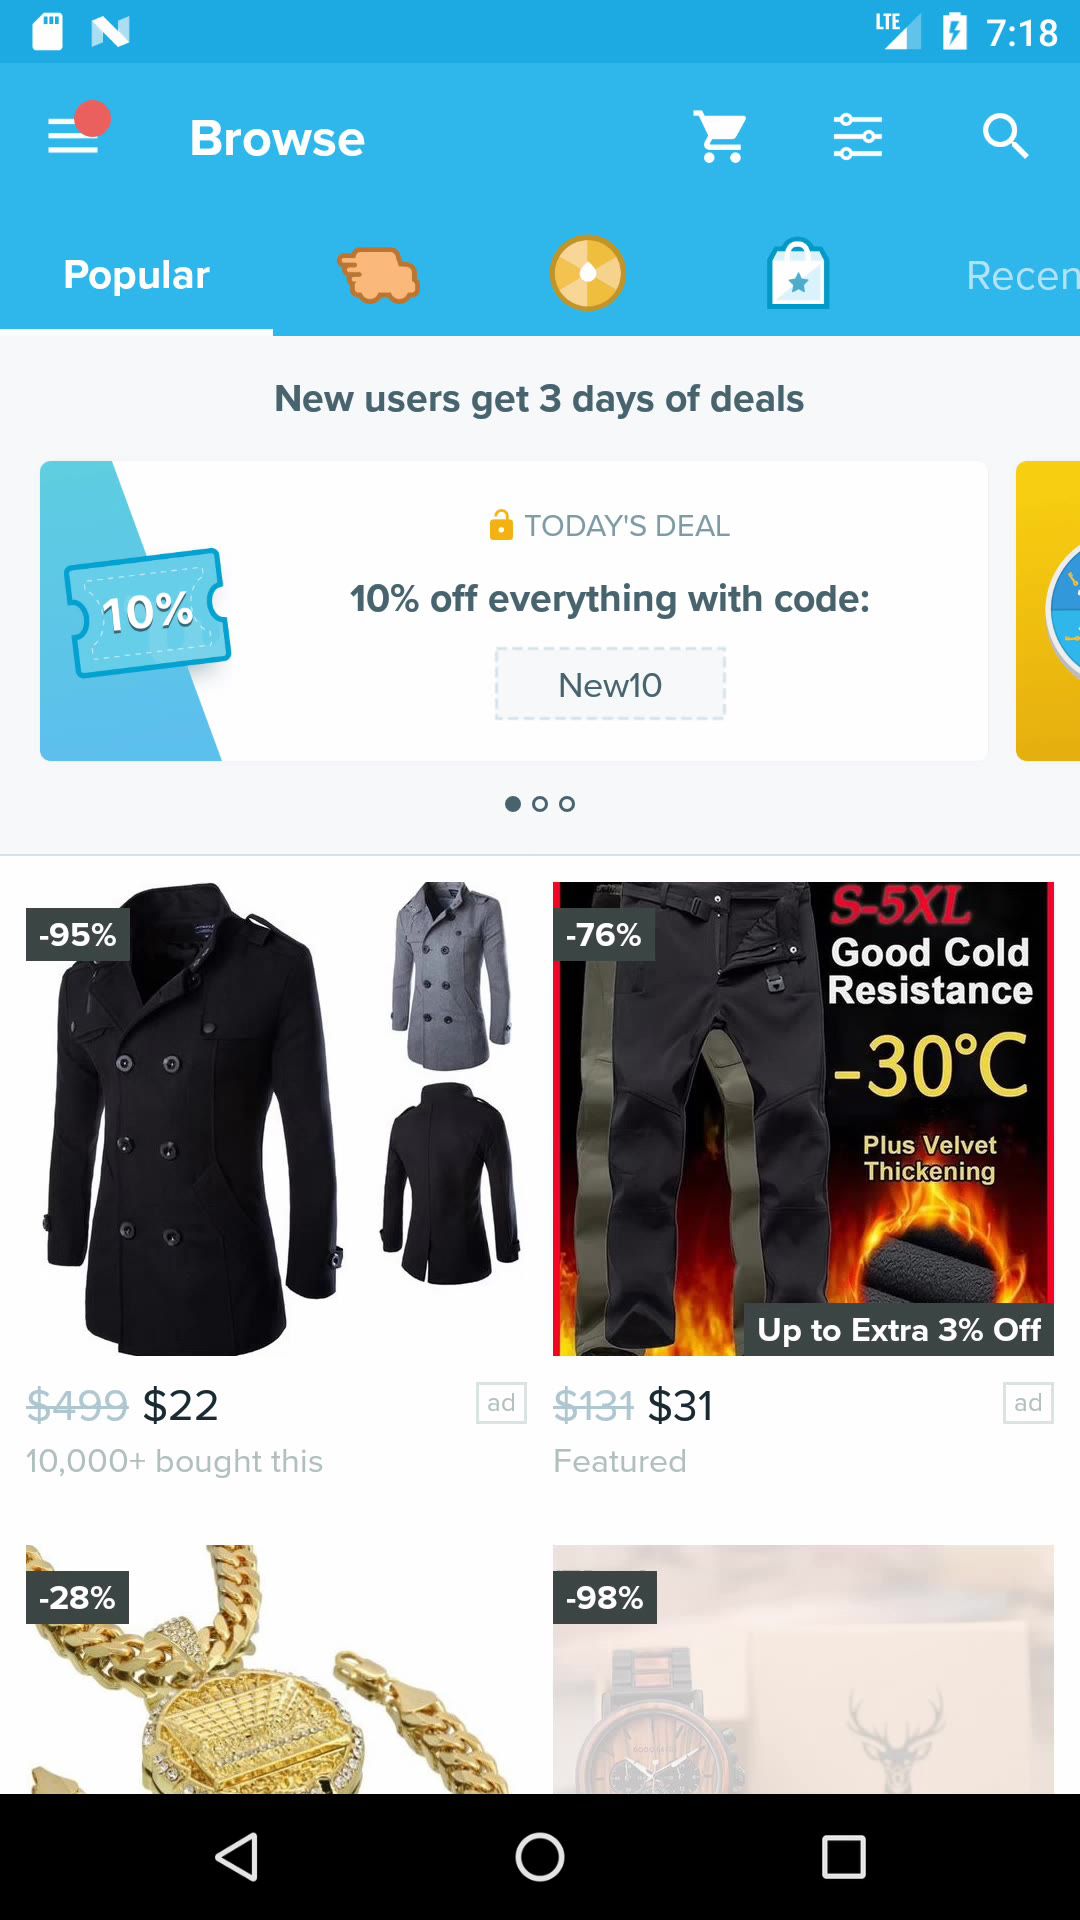 LTE 7:18
Browse
Popular
Recen
New users get 3 days of deals
TODAY'S DEAL
10%
10% off everything with code:
New10
-95%
-76%
S-5XL
Good Cold
Resistance
-30°C
Plus Velvet
Thickening
Up to Extra 3% Off
$499 $22
ad
10,000+ bought this
$131 $31
ad
Featured
-28%
-98%